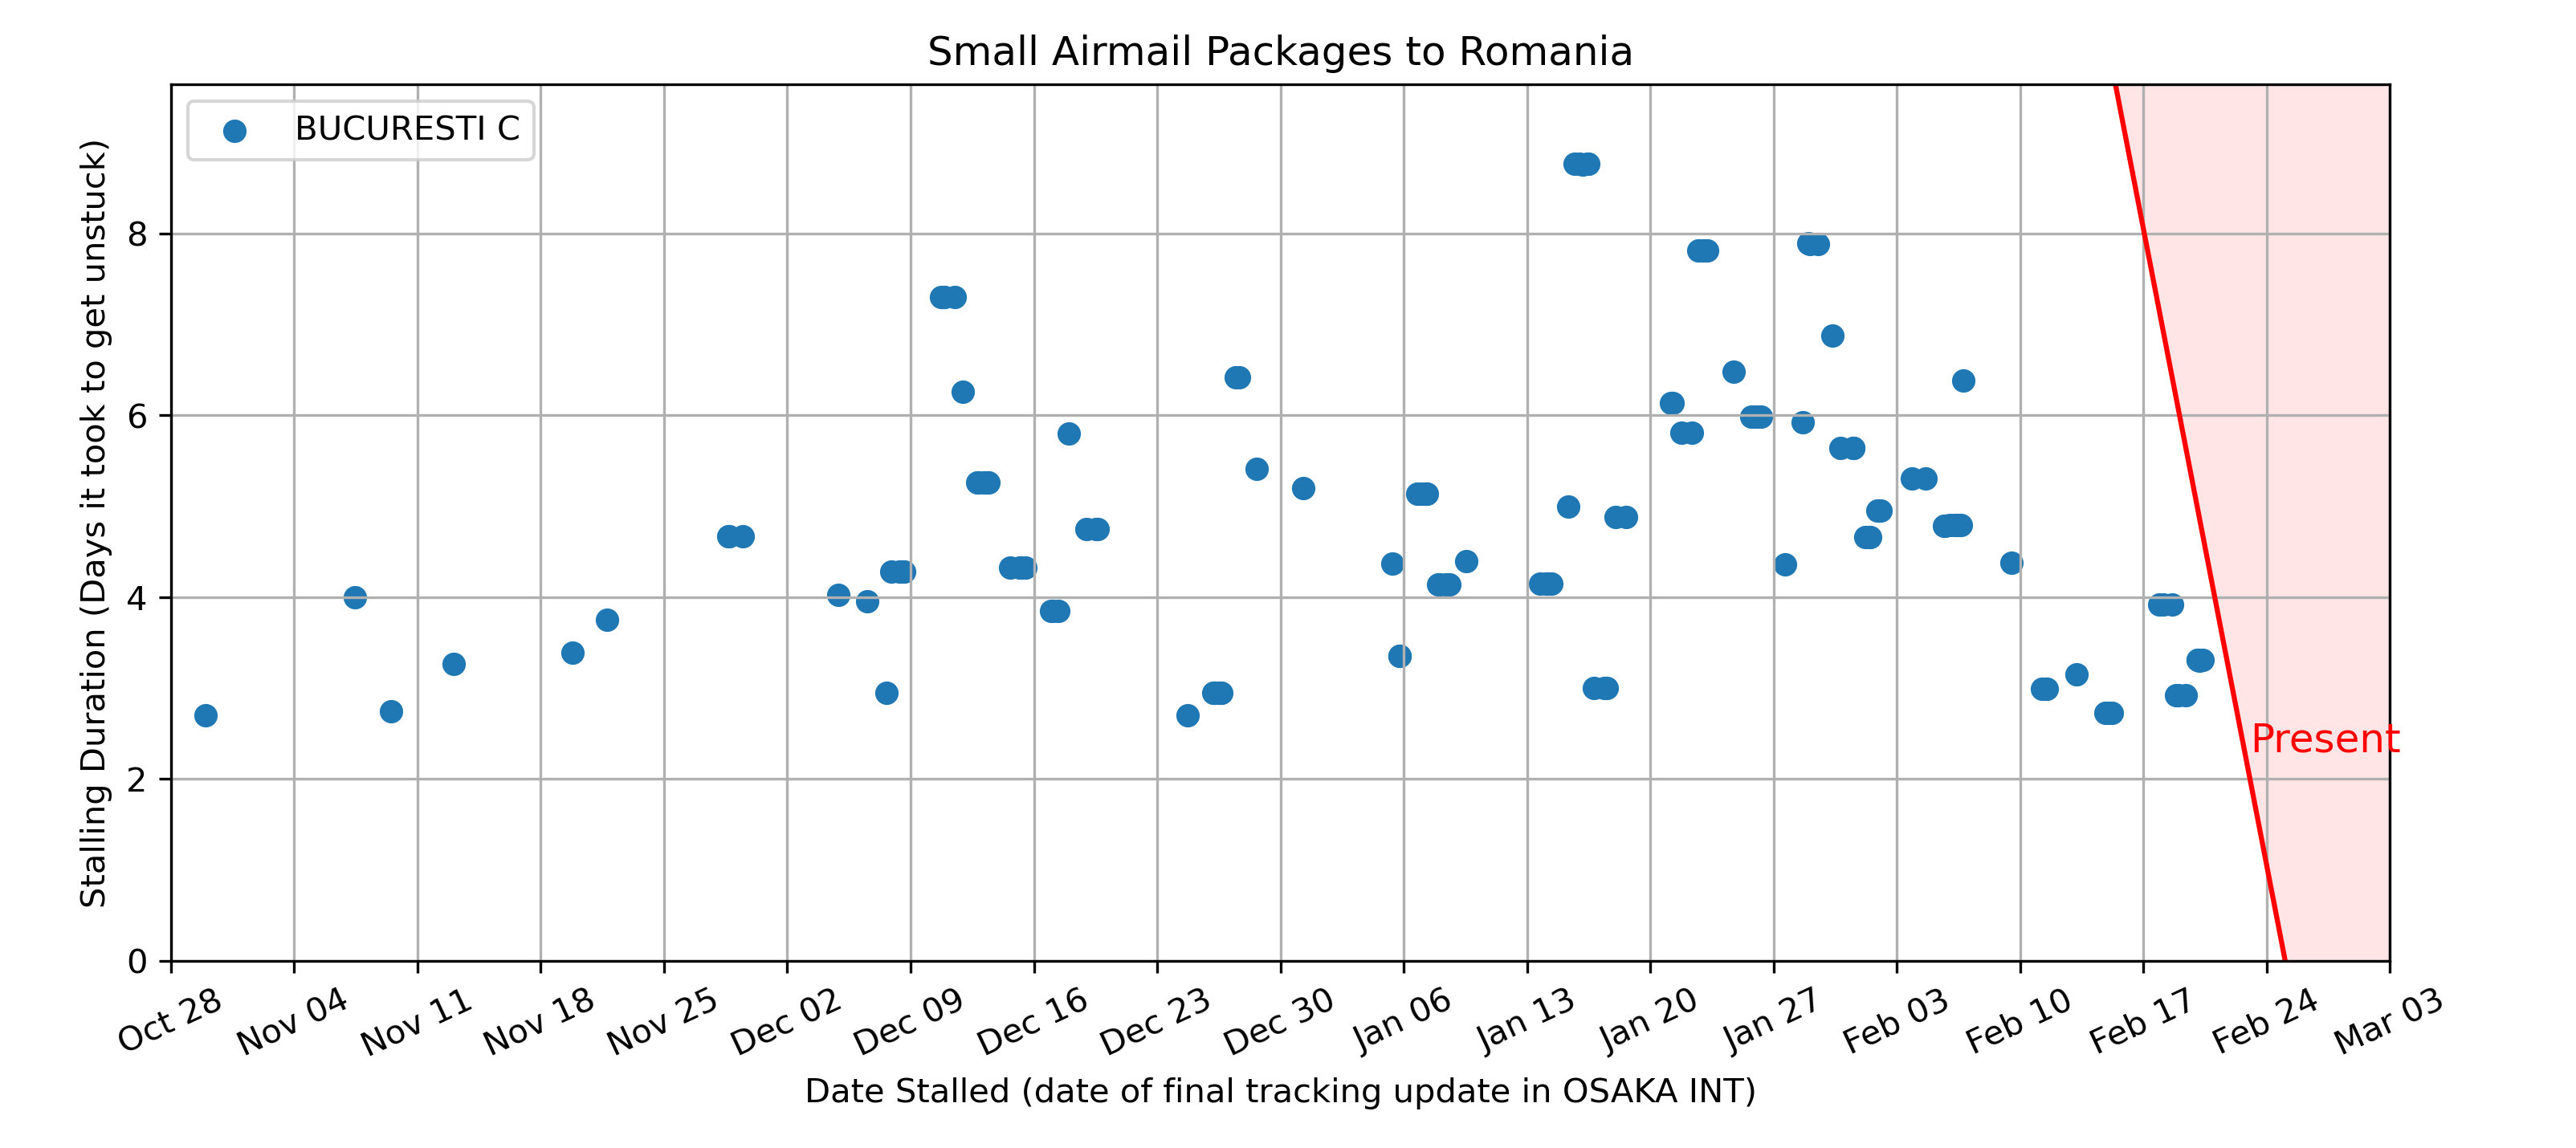 Small Airmail Packages to Romania
BUCURESTI C
Stalling Duration (Days it took to get unstuck)
8
6
4
2
0
Present
Oct 28
Nov 04
Nov 11
Nov 18
Nov 25
Dec 02
Dec 09
Dec 16
Dec 23
Dec 30
Jan 06
Jan 13
Jan 20
Jan 27
Feb 03
Feb 10
Feb 17
Feb 24
Mar 03
Date Stalled (date of final tracking update in OSAKA INT)